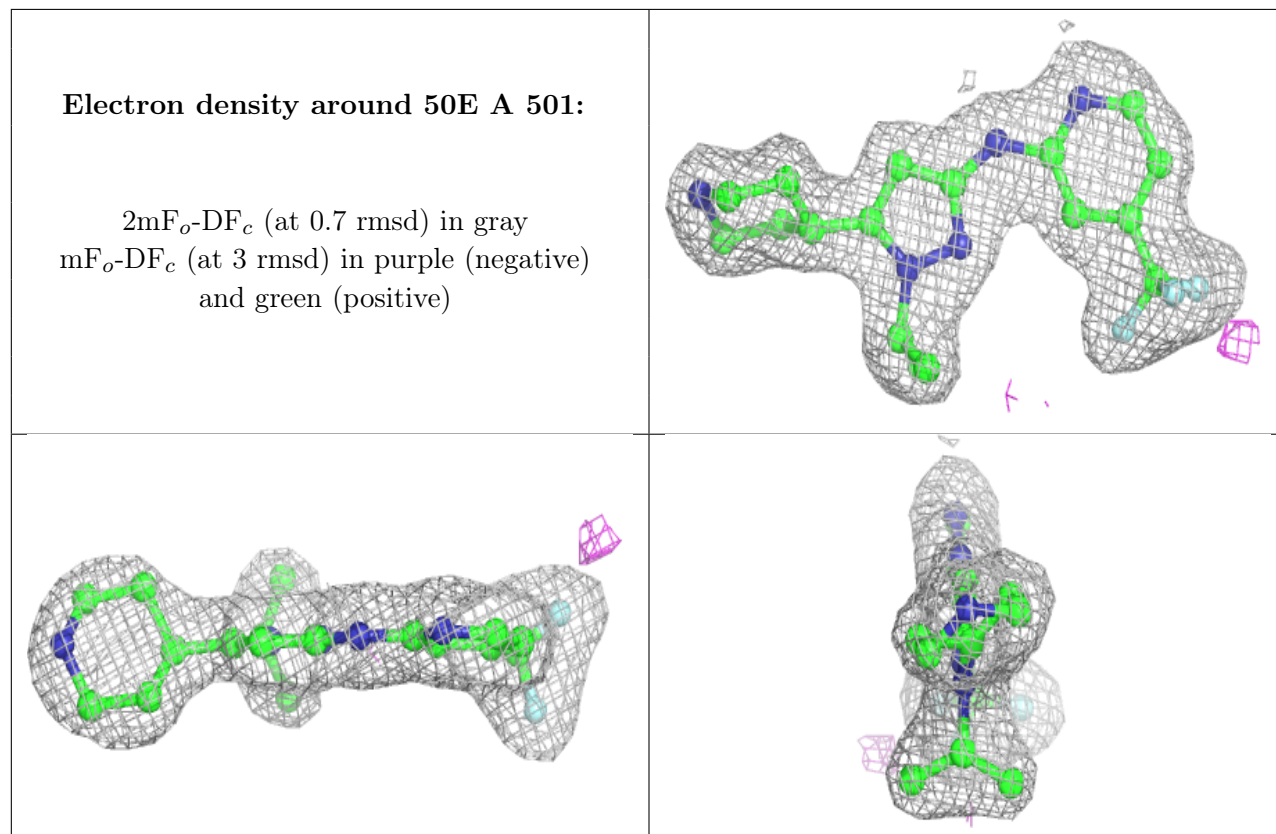 Electron density around 50E A 501:
2mFo-DFc (at 0.7 rmsd) in gray
mFo-DFc (at 3 rmsd) in purple (negative)
and green (positive)